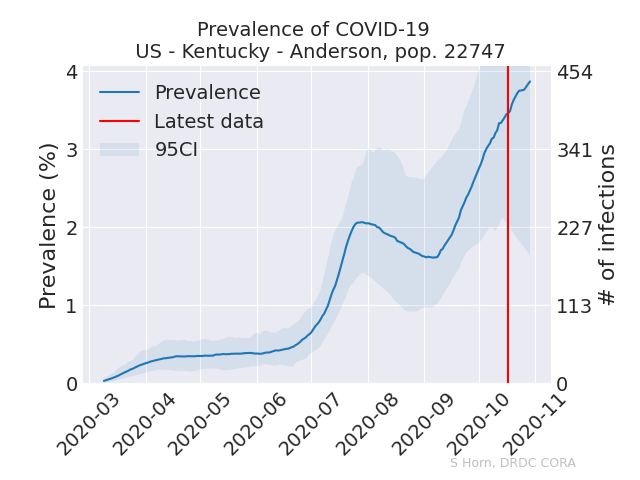 Prevalence of COVID-19
US - Kentucky - Anderson, pop. 22747
Prevalence
Latest data
95CI
Prevalence (%)
4
3
2
1
0
454
341
227
113
0
# of infections
2020-03
2020-04
2020-05
2020-06
2020-07
2020-08
2020-09
2020-10
2020-11
S Horn, DRDC CORA